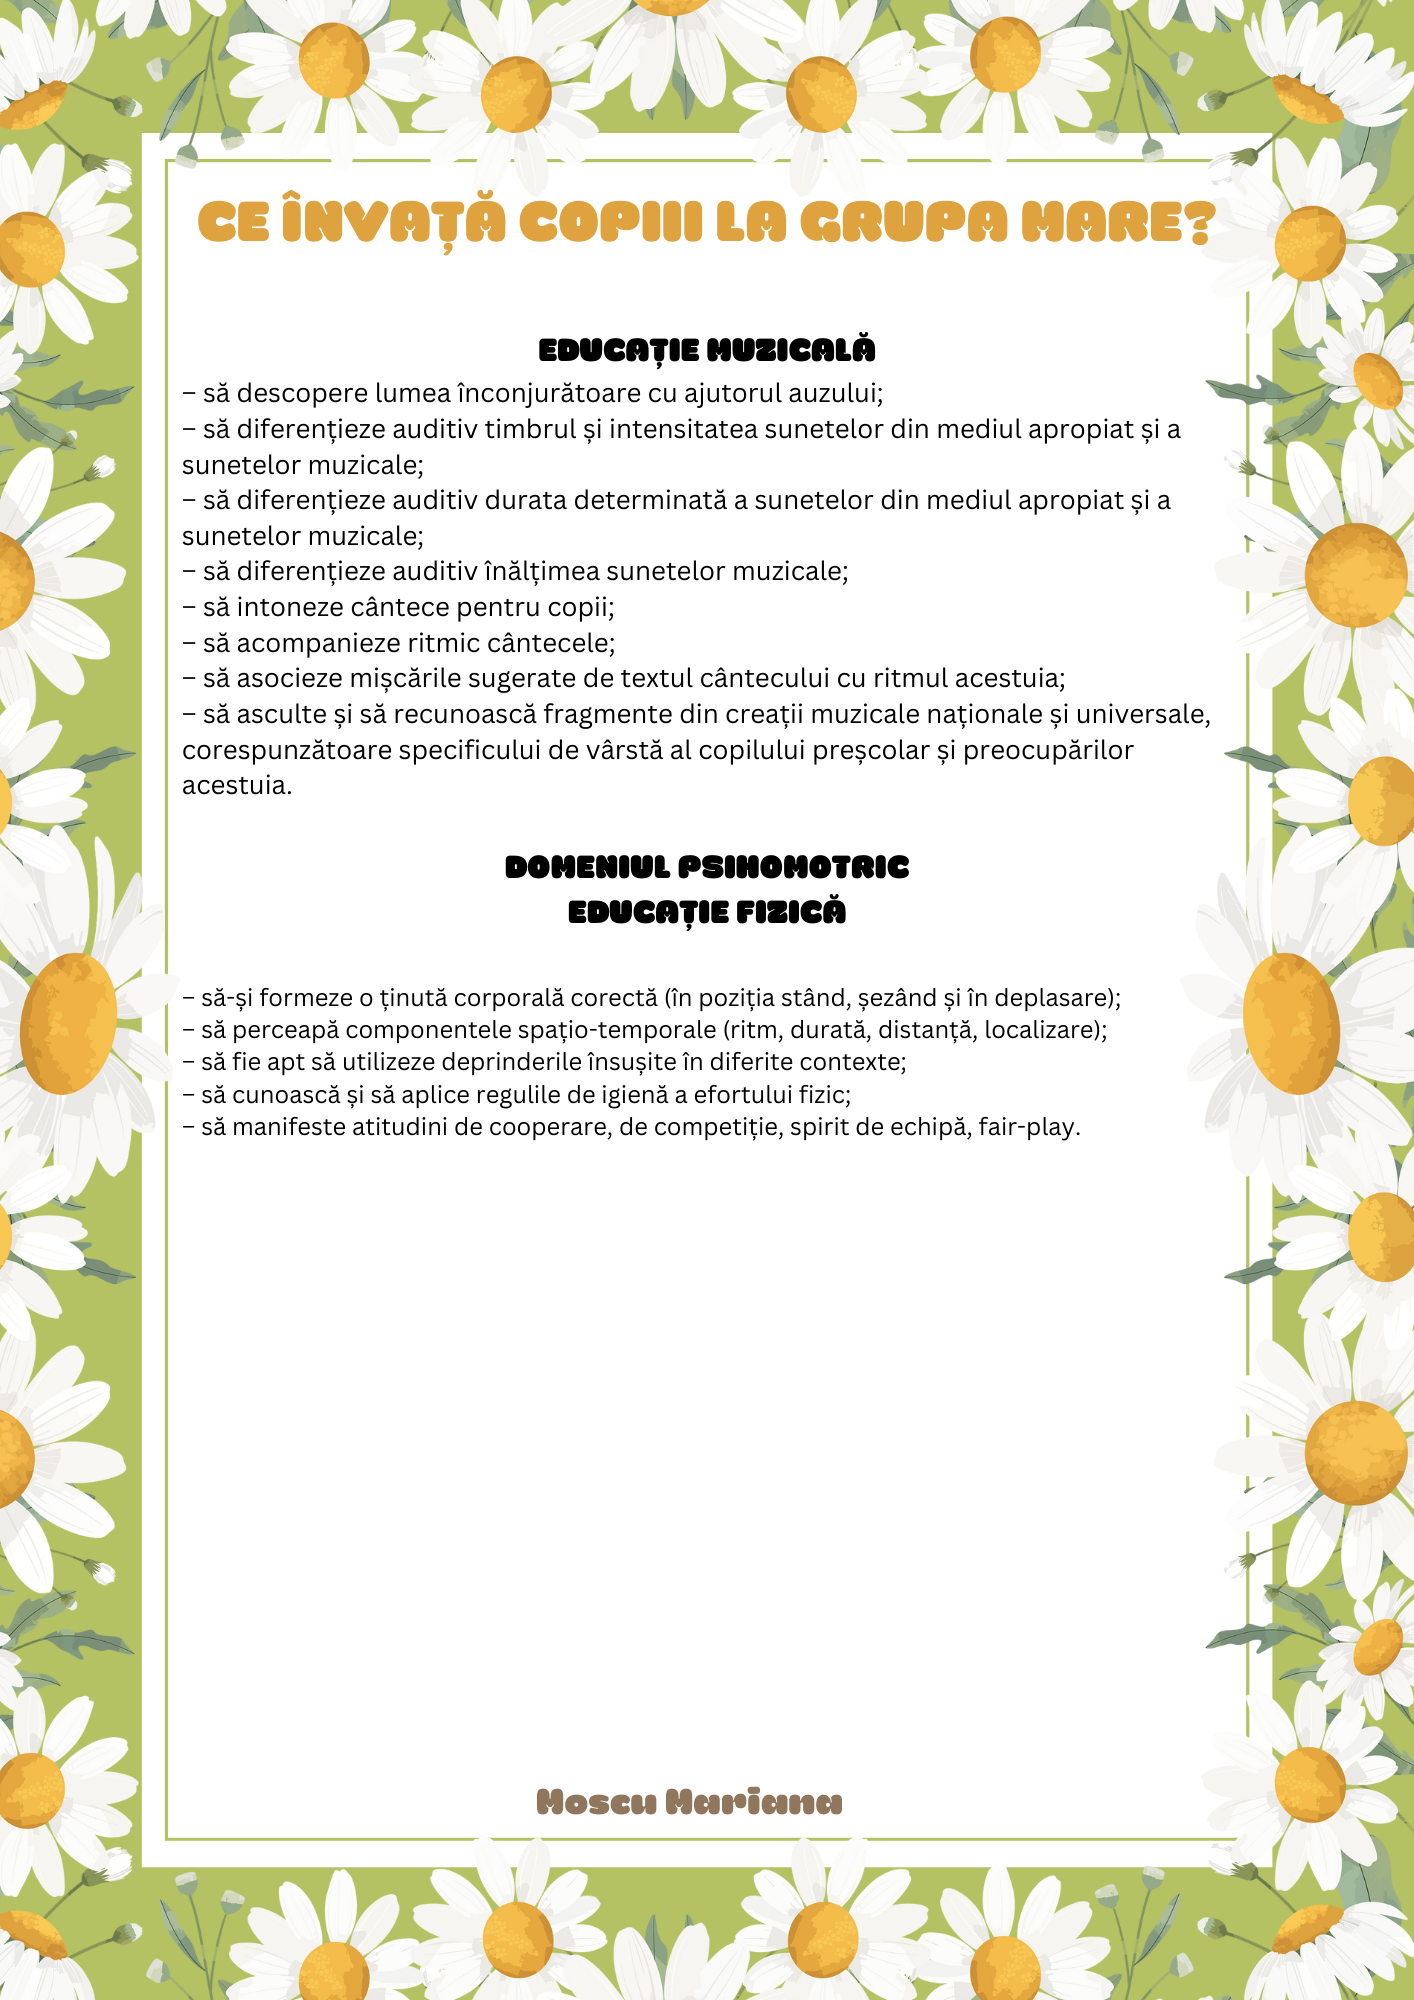 CE ÎNVAȚĂ COPIII LA GRUPA MARE?
EDUCAȚIE MUZICALĂ
– să descopere lumea înconjurătoare cu ajutorul auzului;
– să diferențieze auditiv timbrul și intensitatea sunetelor din mediul apropiat și a
sunetelor muzicale;
– să diferențieze auditiv durata determinată a sunetelor din mediul apropiat și a
sunetelor muzicale;
– să diferențieze auditiv înălțimea sunetelor muzicale;
– să intoneze cântece pentru copii;
– să acompanieze ritmic cântecele;
– să asocieze mișcările sugerate de textul cântecului cu ritmul acestuia;
– să asculte și să recunoască fragmente din creații muzicale naționale și universale,
corespunzătoare specificului de vârstă al copilului preșcolar și preocupărilor
acestuia.
DOMENIUL PSIHOMOTRIC
EDUCAȚIE FIZICĂ
– să-și formeze o ținută corporală corectă (în poziția stând, șezând și în deplasare);
– să perceapă componentele spațio-temporale (ritm, durată, distanță, localizare);
– să fie apt să utilizeze deprinderile însușite în diferite contexte;
– să cunoască și să aplice regulile de igienă a efortului fizic;
– să manifeste atitudini de cooperare, de competiție, spirit de echipă, fair-play.
Moscu Mariana